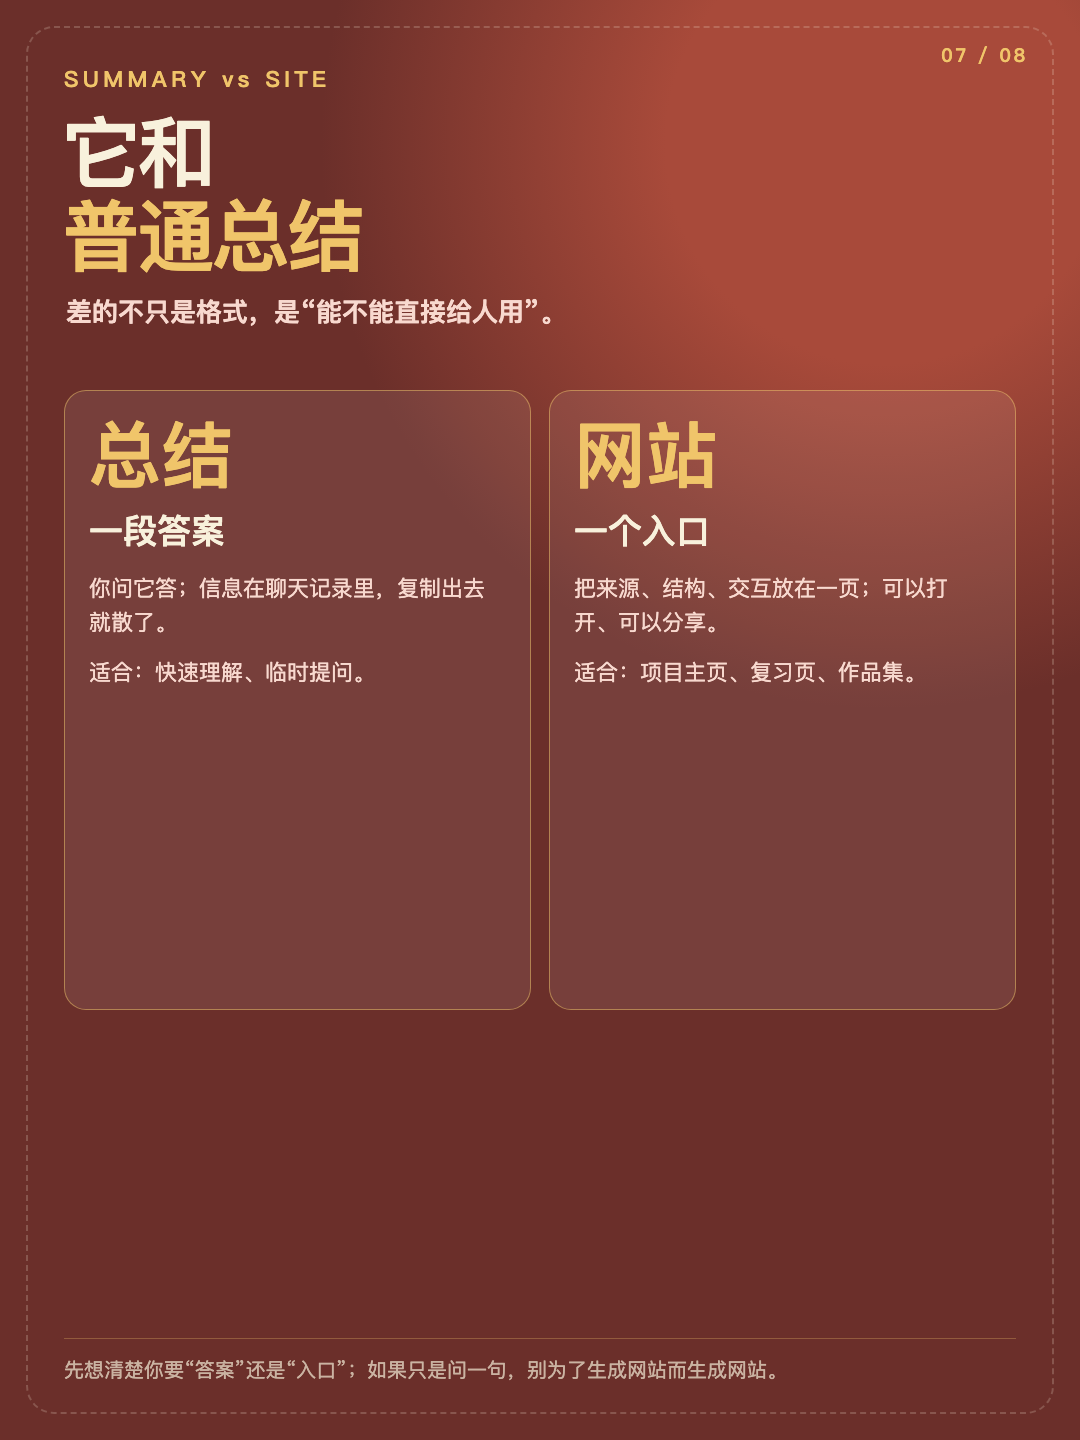 07 / 08
SUMMARY vs SITE
它和
普通总结
差的不只是格式，是“能不能直接给人用”。
总结
一段答案
你问它答；信息在聊天记录里，复制出去
就散了。
适合：快速理解、临时提问。
网站
一个入口
把来源、结构、交互放在一页；可以打
开、可以分享。
适合：项目主页、复习页、作品集。
先想清楚你要“答案”还是“入口”；如果只是问一句，别为了生成网站而生成网站。